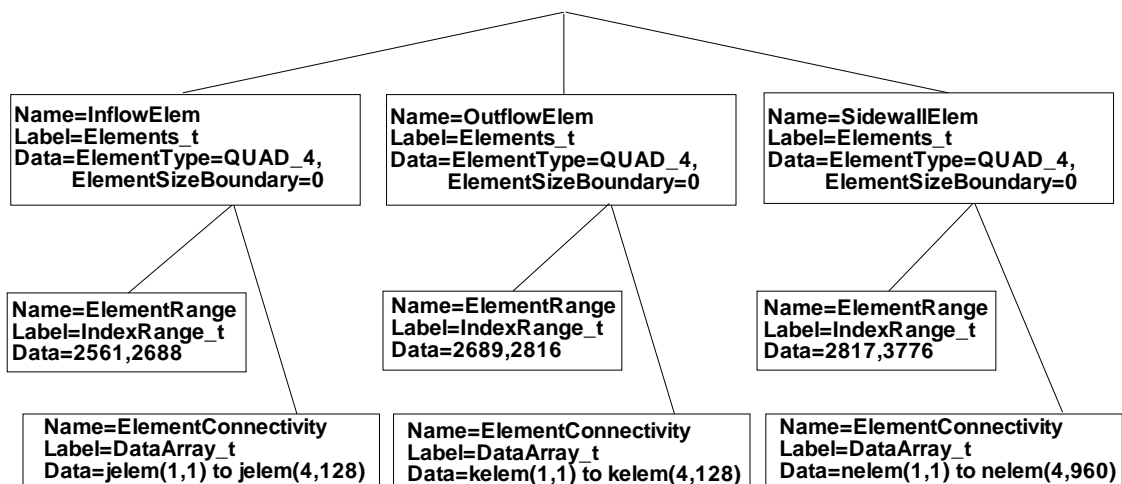 Name=InflowElem
Label=Elements_t
Data=ElementType=QUAD_4,
ElementSizeBoundary=0
Name=OutflowElem
Label=Elements_t
Data=ElementType=QUAD_4,
ElementSizeBoundary=0
Name=SidewallElem
Label=Elements_t
Data=ElementType=QUAD_4,
ElementSizeBoundary=0
Name=ElementRange
Label=IndexRange_t
Data=2561,2688
Name=ElementRange
Label=IndexRange_t
Data=2689,2816
Name=ElementRange
Label=IndexRange_t
Data=2817,3776
Name=ElementConnectivity
Label=DataArray_t
Data=jelem(1,1) to jelem(4,128)
Name=ElementConnectivity
Label=DataArray_t
Data=kelem(1,1) to kelem(4,128)
Name=ElementConnectivity
Label=DataArray_t
Data=nelem(1,1) to nelem(4,960)